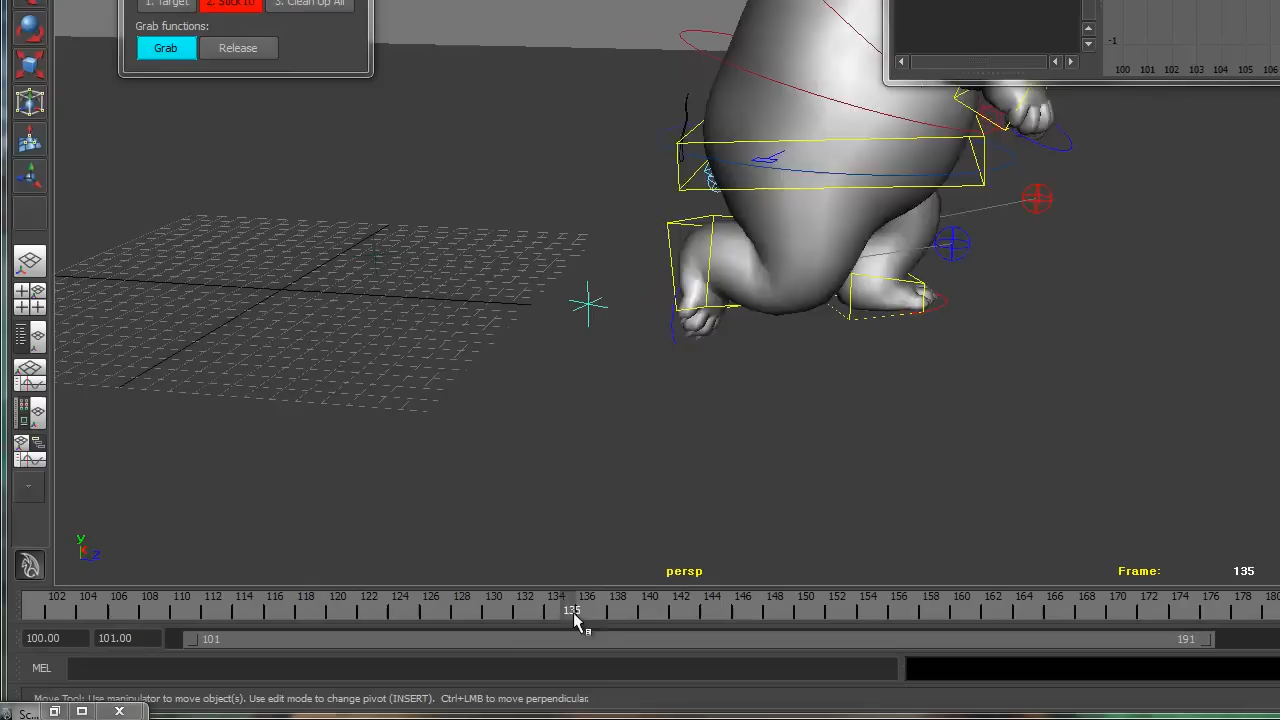 1. Target 2. Stick It! 3. Clean Up All
Grab functions:
Grab Release
-1
100 101 102 103 104 105 106
y
z
persp Frame: 135
102 104 106 108 110 112 114 116 118 120 122 124 126 128 130 132 134 136 138 140 142 144 146 148 150 152 154 156 158 160 162 164 166 168 170 172 174 176 178 180
135
100.00 101.00 101 191
MEL
Move Tool: Use manipulator to move object(s). Use edit mode to change pivot (INSERT). Ctrl+LMB to move perpendicular.
Sc...